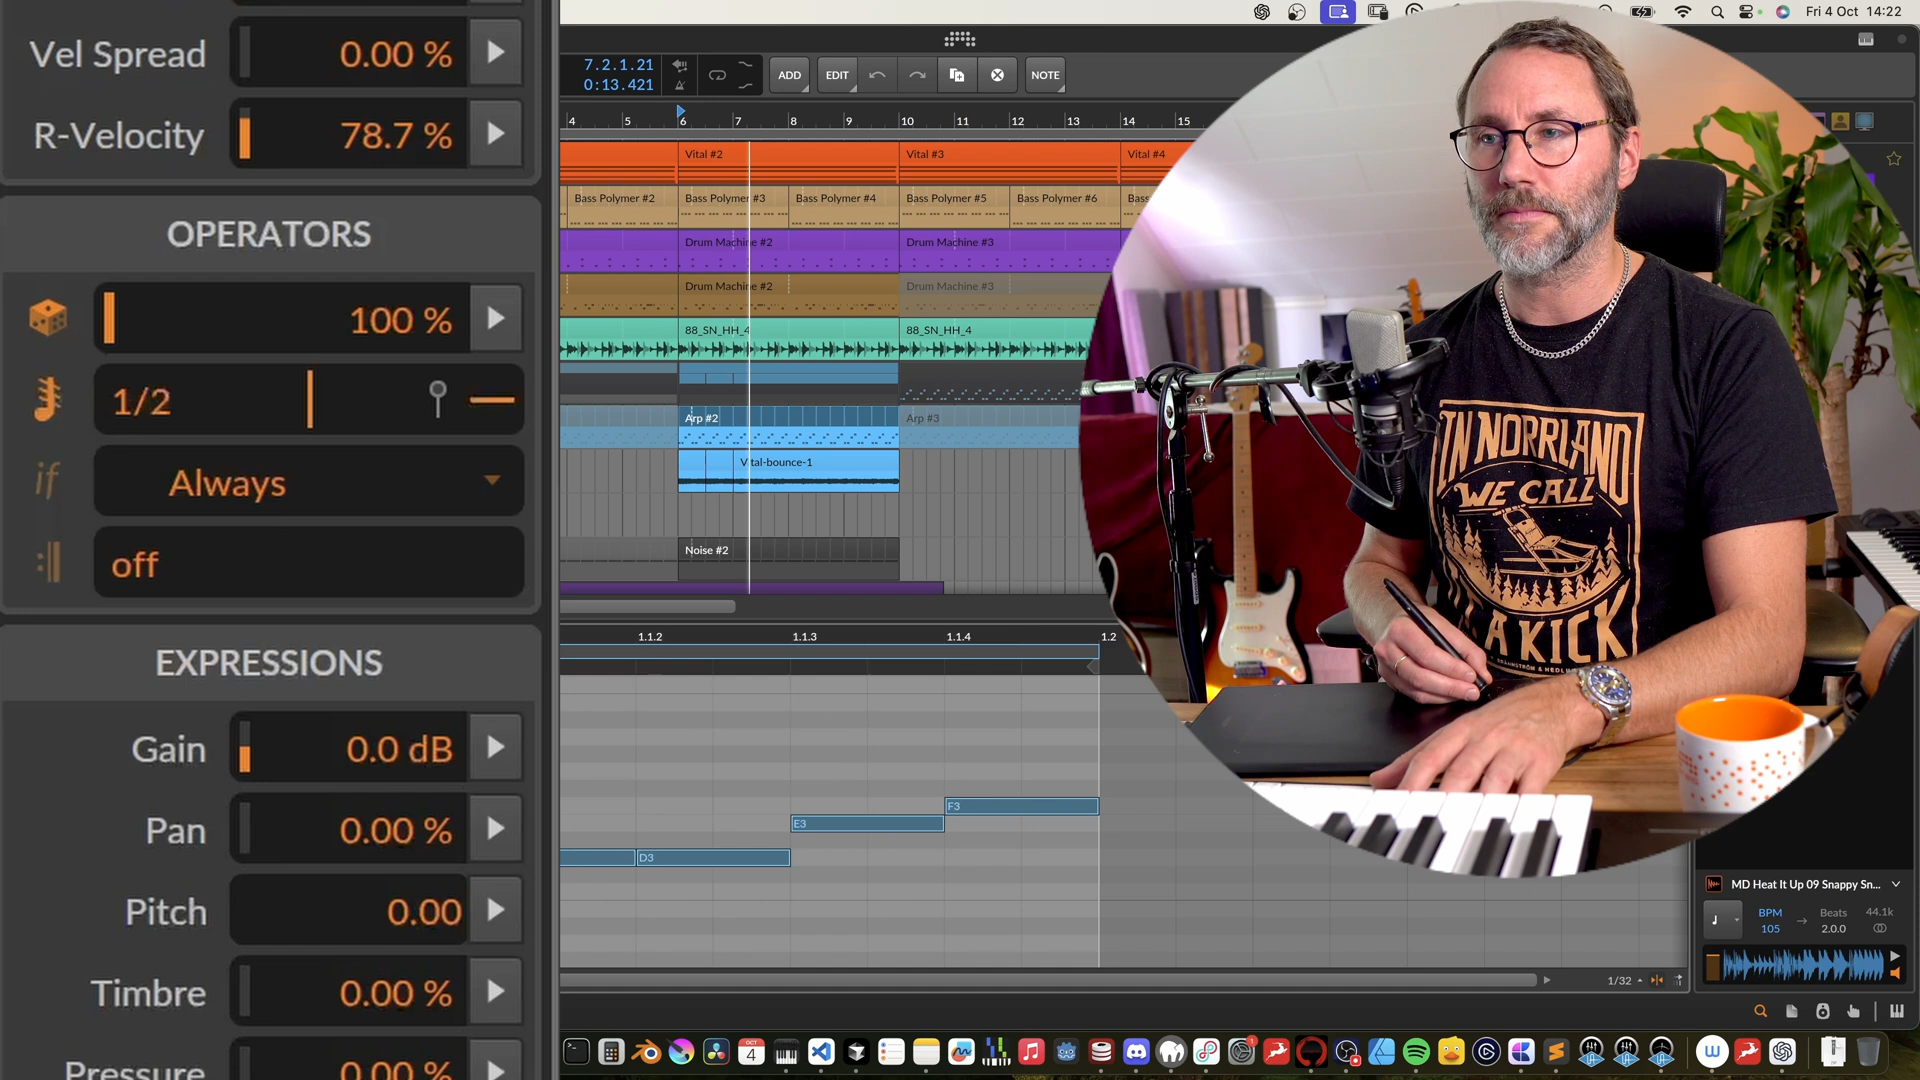 Fri 4 Oct 14:22
Vel Spread 0.00 %
R-Velocity 78.7 %
OPERATORS
100 %
1/2
if Always
off
EXPRESSIONS
Gain 0.0 dB
Pan 0.00 %
Pitch 0.00
Timbre 0.00 %
Pressure 0.00 %
7.2.1.21
0:13.421
ADD EDIT NOTE
4 5 6 7 8 9 10 11 12 13 14 15
Vital #2 Vital #3 Vital #4
Bass Polymer #2 Bass Polymer #3 Bass Polymer #4 Bass Polymer #5 Bass Polymer #6 Bass
Drum Machine #2 Drum Machine #3
Drum Machine #2 Drum Machine #3
88_SN_HH_4 88_SN_HH_4
Arp #2 Arp #3
Vital-bounce-1
Noise #2
1.1.2 1.1.3 1.1.4 1.2
F3
E3
D3
1/32
IN NORRLAND
WE CALL
A KICK
MD Heat It Up 09 Snappy Sn...
BPM → Beats 44.1k
105 2.0.0
OCT
4
1
W